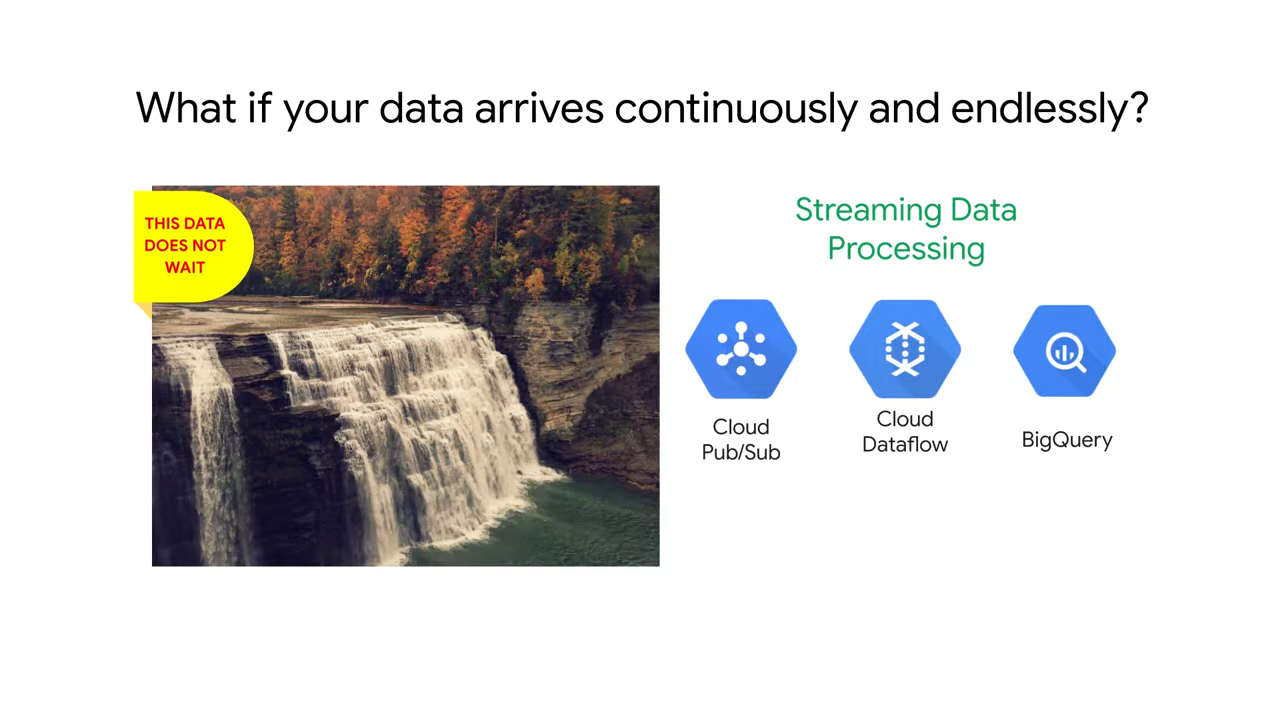 What if your data arrives continuously and endlessly?
THIS DATA
DOES NOT
WAIT
Streaming Data
Processing
Cloud
Pub/Sub
Cloud
Dataflow
BigQuery